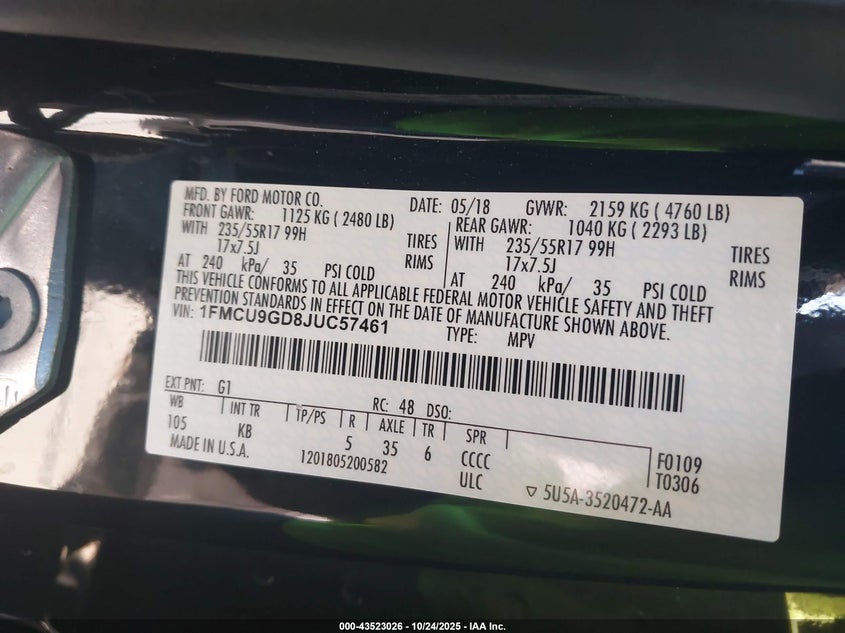 MFD. BY FORD MOTOR CO. DATE: 05/18 GVWR: 2159 KG ( 4760 LB)
FRONT GAWR: 1125 KG ( 2480 LB) REAR GAWR: 1040 KG ( 2293 LB)
WITH 235/55R17 99H TIRES WITH 235/55R17 99H TIRES
17x7.5J RIMS 17x7.5J RIMS
AT 240 kPa/ 35 PSI COLD AT 240 kPa/ 35 PSI COLD
THIS VEHICLE CONFORMS TO ALL APPLICABLE FEDERAL MOTOR VEHICLE SAFETY AND THEFT
PREVENTION STANDARDS IN EFFECT ON THE DATE OF MANUFACTURE SHOWN ABOVE.
VIN: 1FMCU9GD8JUC57461 TYPE: MPV
EXT PNT: G1 RC: 48 DSO:
WB INT TR TP/PS R AXLE TR SPR
105 KB 5 35 6 CCCC F0109
MADE IN U.S.A. 1201805200582 ULC T0306
▽ 5U5A-3520472-AA
000-43523026 - 10/24/2025 - IAA Inc.